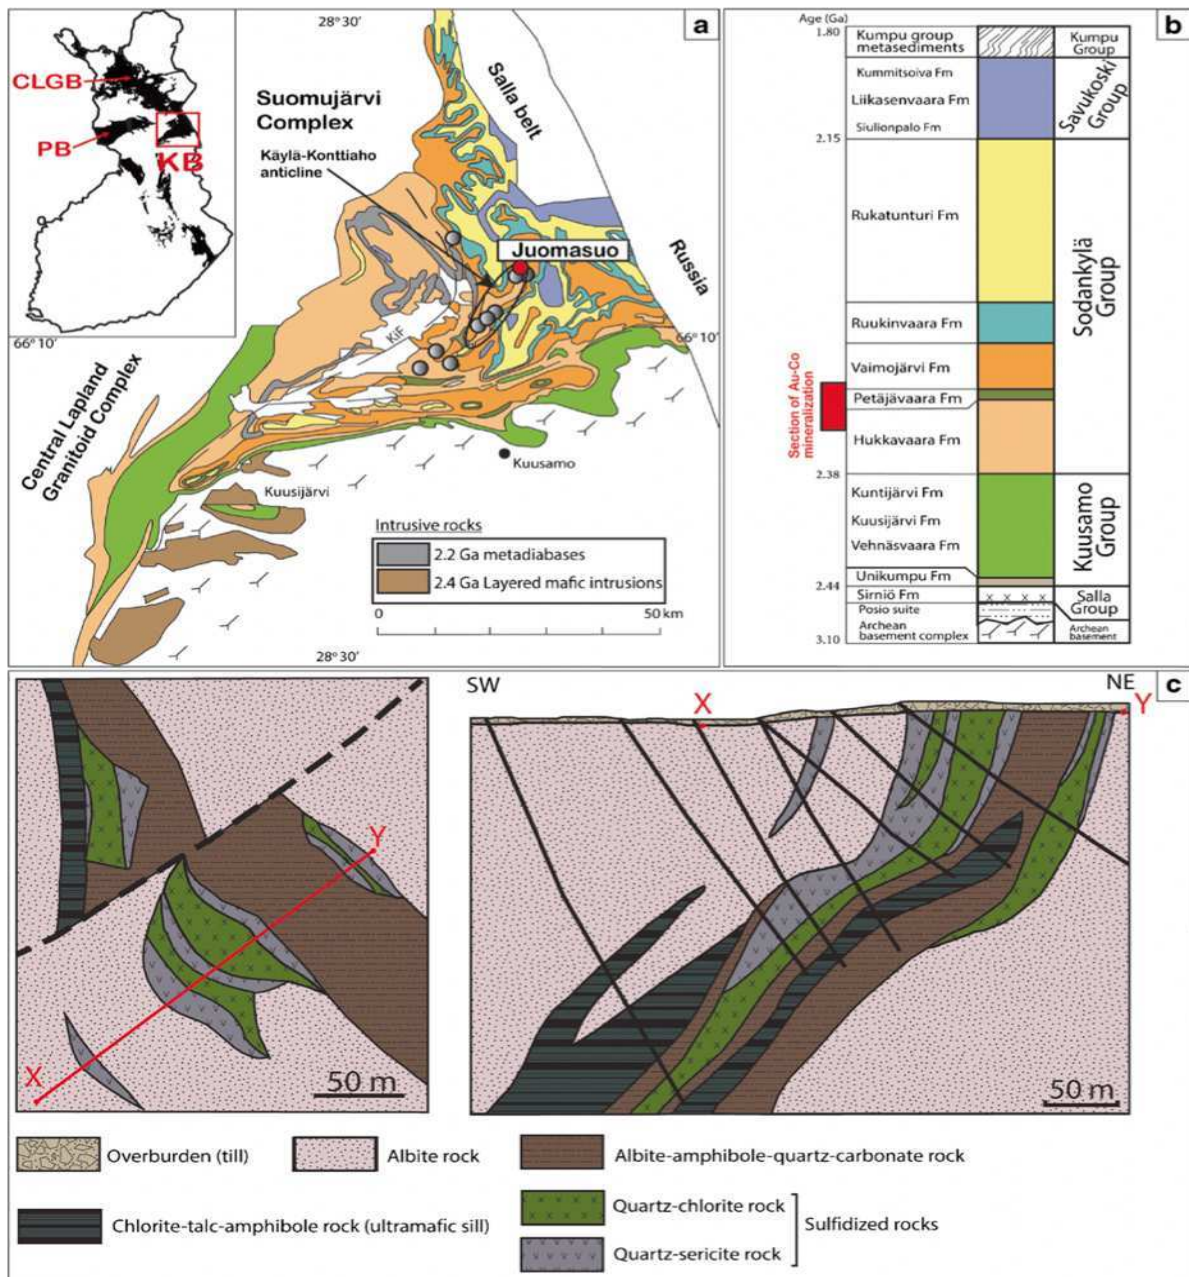 28° 30'
a
CLGB
PB
KB
Suomujärvi
Complex
Käylä-Konttiaho
anticline
Salla belt
Juomasuo
Russia
KiF
66° 10'
66° 10'
Central Lapland
Granitoid Complex
Kuusamo
Kuusijärvi
Intrusive rocks
2.2 Ga metadiabases
2.4 Ga Layered mafic intrusions
0
50 km
28° 30'
b
Age (Ga)
1.80
Kumpu group
metasediments
Kumpu
Group
Kummitsoiva Fm
Liikasenvaara Fm
Siulionpalo Fm
Savukoski
Group
2.15
Rukatunturi Fm
Ruukinvaara Fm
Vaimojärvi Fm
Petäjävaara Fm
Hukkavaara Fm
Sodankylä
Group
Section of Au-Co
mineralization
2.38
Kuntijärvi Fm
Kuusijärvi Fm
Vehnäsvaara Fm
Unikumpu Fm
Kuusamo
Group
2.44
Sirniö Fm
Posio suite
Salla
Group
Archean
basement complex
Archean
basement
3.10
c
X
Y
50 m
SW
NE
X
Y
50 m
Overburden (till)
Albite rock
Albite-amphibole-quartz-carbonate rock
Chlorite-talc-amphibole rock (ultramafic sill)
Quartz-chlorite rock
Quartz-sericite rock
Sulfidized rocks